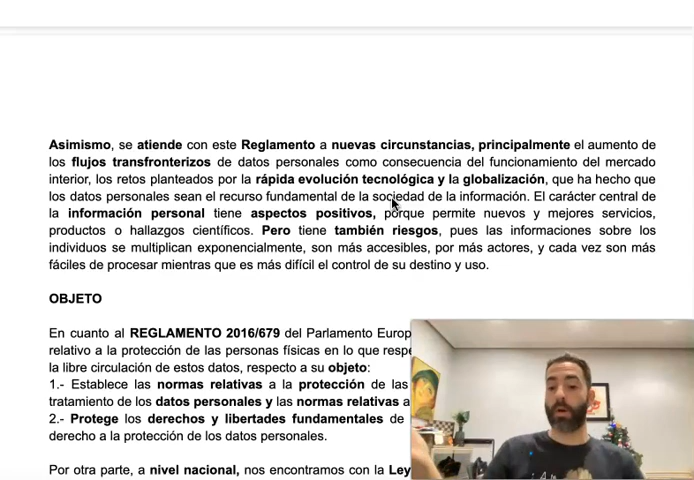 Asimismo, se atiende con este Reglamento a nuevas circunstancias, principalmente el aumento de
los flujos transfronterizos de datos personales como consecuencia del funcionamiento del mercado
interior, los retos planteados por la rápida evolución tecnológica y la globalización, que ha hecho que
los datos personales sean el recurso fundamental de la sociedad de la información. El carácter central de
la información personal tiene aspectos positivos, porque permite nuevos y mejores servicios,
productos o hallazgos científicos. Pero tiene también riesgos, pues las informaciones sobre los
individuos se multiplican exponencialmente, son más accesibles, por más actores, y cada vez son más
fáciles de procesar mientras que es más difícil el control de su destino y uso.
OBJETO
En cuanto al REGLAMENTO 2016/679 del Parlamento Europ
relativo a la protección de las personas físicas en lo que respe
la libre circulación de estos datos, respecto a su objeto:
1.- Establece las normas relativas a la protección de las
tratamiento de los datos personales y las normas relativas a
2.- Protege los derechos y libertades fundamentales de
derecho a la protección de los datos personales.
Por otra parte, a nivel nacional, nos encontramos con la Ley